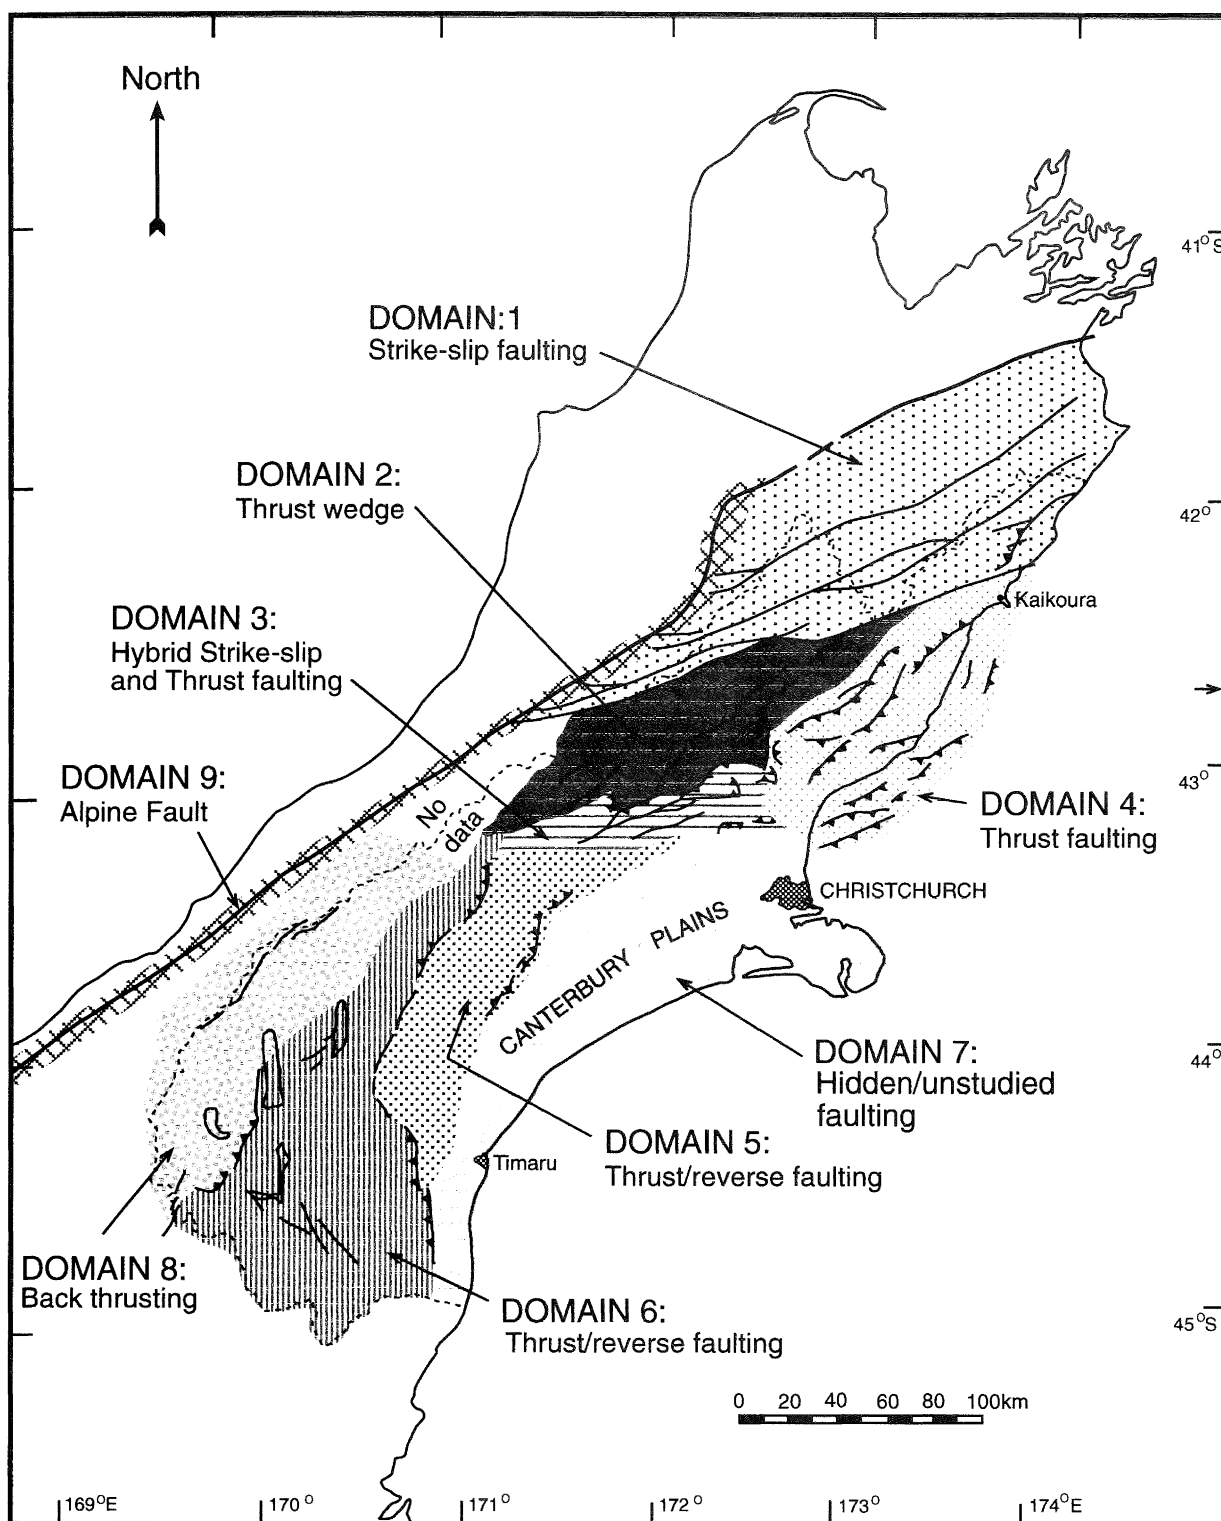 North
41° S
DOMAIN:1
Strike-slip faulting
DOMAIN 2:
Thrust wedge
42°
Kaikoura
DOMAIN 3:
Hybrid Strike-slip
and Thrust faulting
DOMAIN 9:
Alpine Fault
43°
No
data
DOMAIN 4:
Thrust faulting
CHRISTCHURCH
CANTERBURY PLAINS
44°
DOMAIN 7:
Hidden/unstudied
faulting
DOMAIN 5:
Thrust/reverse faulting
Timaru
DOMAIN 8:
Back thrusting
DOMAIN 6:
Thrust/reverse faulting
45°S
0 20 40 60 80 100km
169°E 170° 171° 172° 173° 174°E